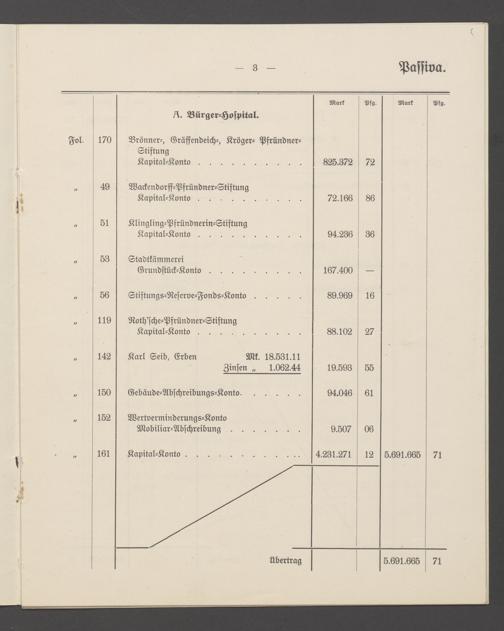 — 3 —
Passiva.
Mark Pfg. Mark Pfg.
A. Bürger-Hospital.
Fol. 170 Brönner-, Gräffendeich-, Kröger- Pfründner-
Stiftung
Kapital-Konto . . . . . . . . . . 825.372 72
„ 49 Wackendorff-Pfründner-Stiftung
Kapital-Konto . . . . . . . . . . 72.166 86
„ 51 Klingling-Pfründnerin-Stiftung
Kapital-Konto . . . . . . . . . . 94.236 36
„ 53 Stadtkämmerei
Grundstück-Konto . . . . . . . . . 167.400 —
„ 56 Stiftungs-Reserve-Fonds-Konto . . . . . 89.969 16
„ 119 Roth'sche-Pfründner-Stiftung
Kapital-Konto . . . . . . . . . . 88.102 27
„ 142 Karl Seib, Erben Mk. 18.531.11
Zinsen „ 1.062.44 19.593 55
„ 150 Gebäude-Abschreibungs-Konto. . . . . . 94.046 61
„ 152 Wertverminderungs-Konto
Mobiliar-Abschreibung . . . . . . . 9.507 06
„ 161 Kapital-Konto . . . . . . . . . . . 4.231.271 12 5.691.665 71
Übertrag 5.691.665 71